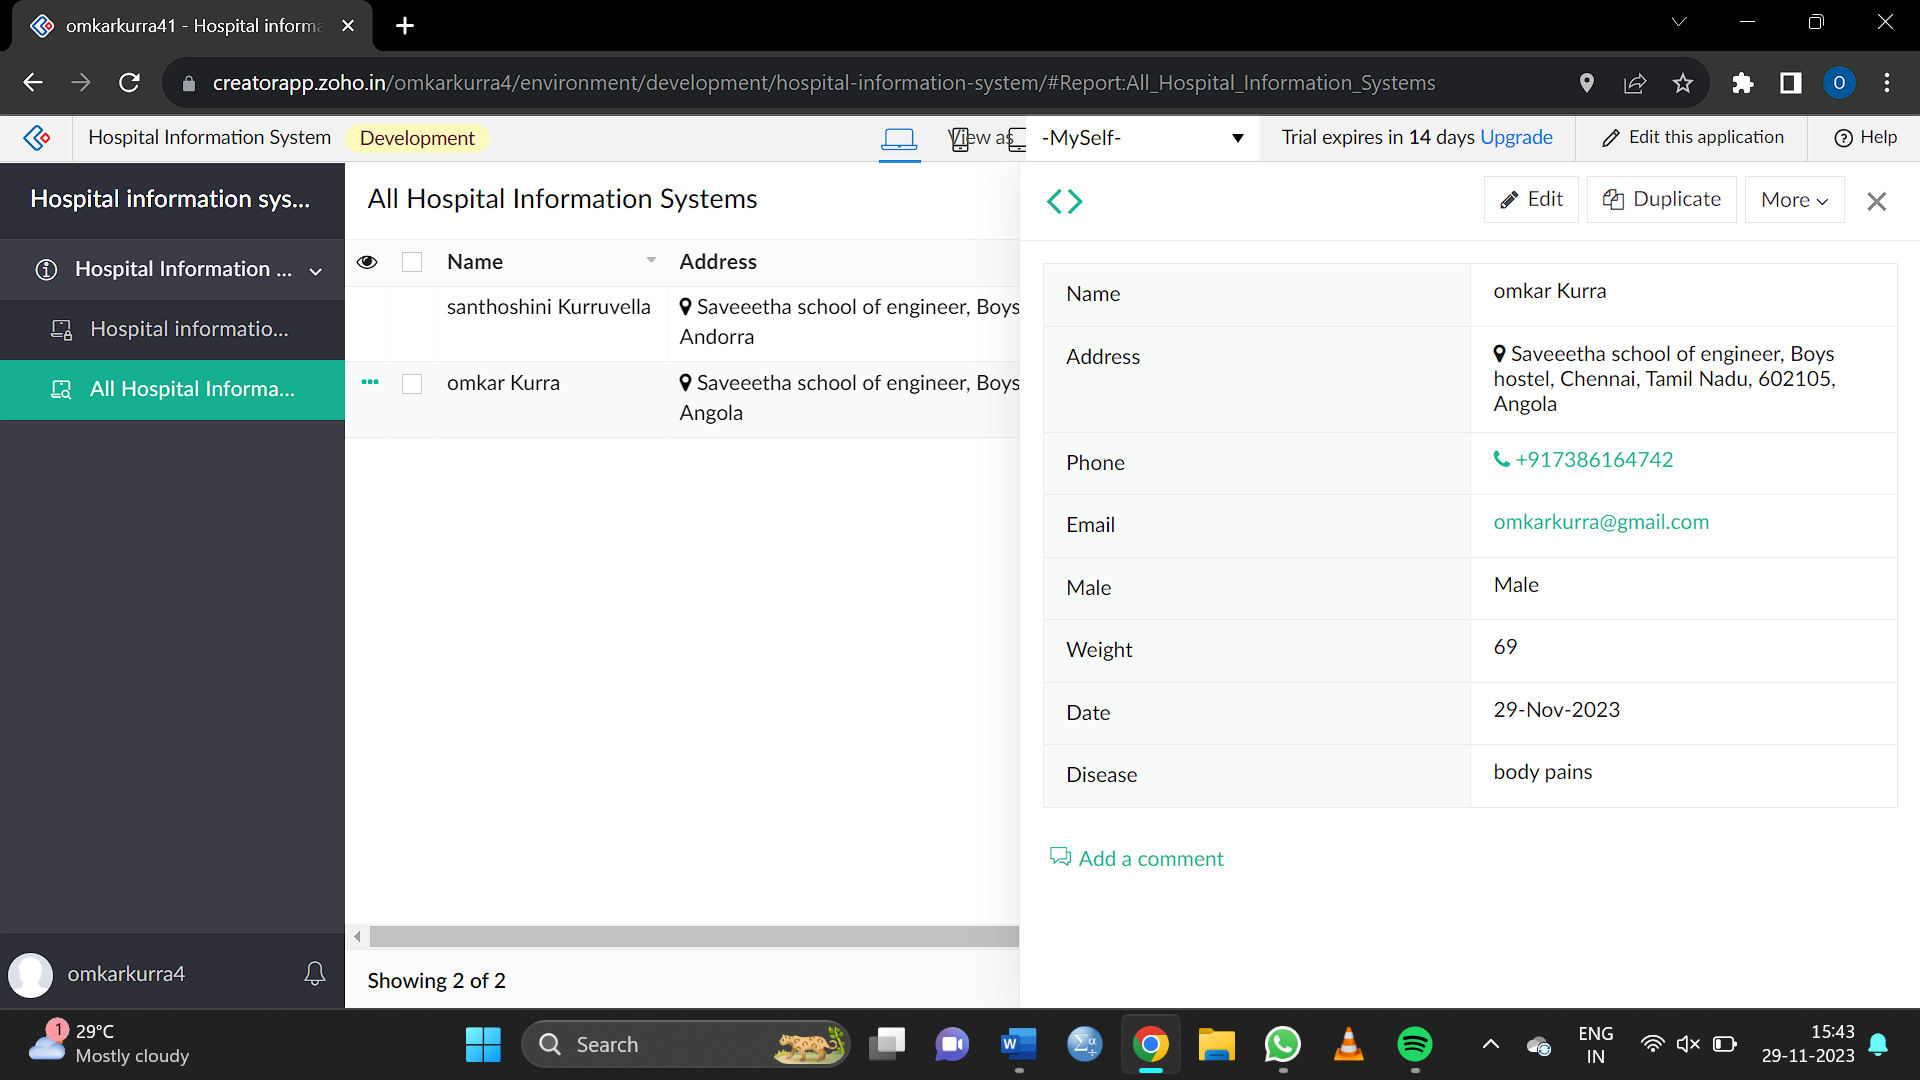 omkarkurra41 - Hospital informa
creatorapp.zoho.in/omkarkurra4/environment/development/hospital-information-system/#Report:All_Hospital_Information_Systems
O
Hospital Information System
Development
View as
-MySelf-
Trial expires in 14 days Upgrade
Edit this application
Help
Hospital information sys...
Hospital Information ...
Hospital informatio...
All Hospital Informa...
omkarkurra4
All Hospital Information Systems
Name
Address
santhoshini Kurruvella
Saveeetha school of engineer, Boys
Andorra
omkar Kurra
Saveeetha school of engineer, Boys
Angola
Showing 2 of 2
Edit
Duplicate
More
Name
omkar Kurra
Address
Saveeetha school of engineer, Boys
hostel, Chennai, Tamil Nadu, 602105,
Angola
Phone
+917386164742
Email
omkarkurra@gmail.com
Male
Male
Weight
69
Date
29-Nov-2023
Disease
body pains
Add a comment
1
29°C
Mostly cloudy
Search
W
ENG
IN
15:43
29-11-2023